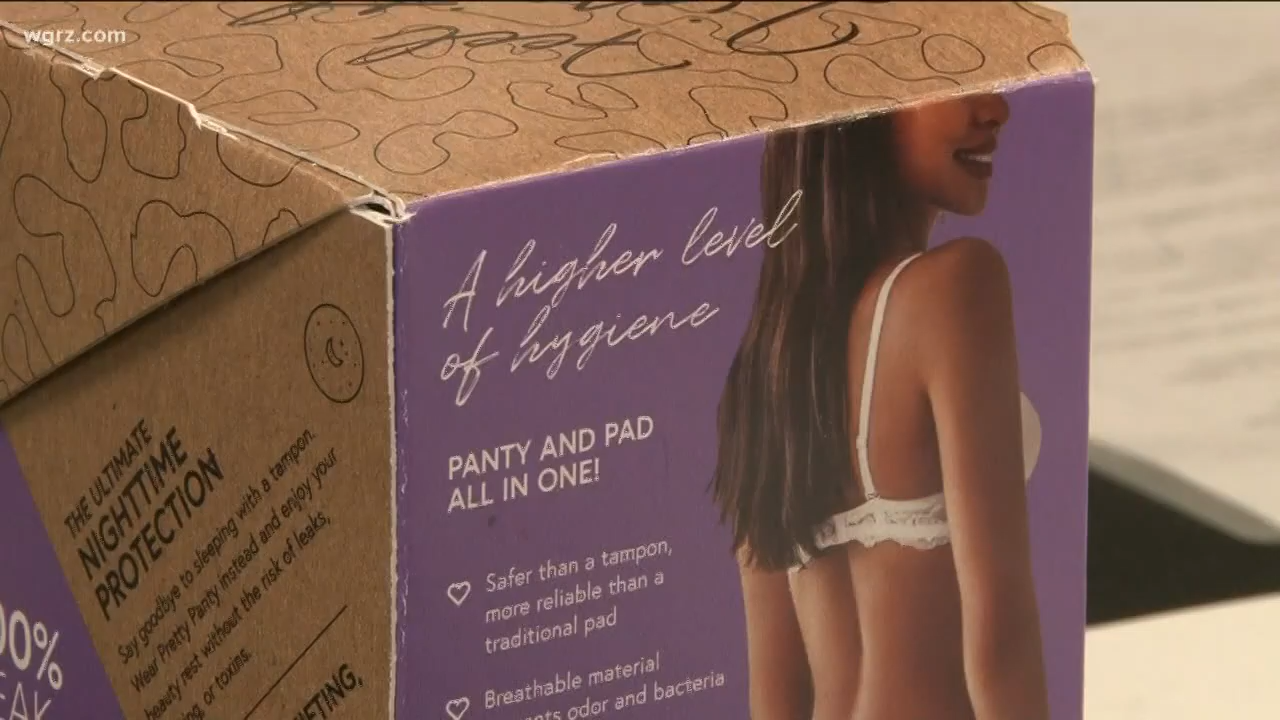 wgrz.com
THE ULTIMATE
NIGHTTIME
PROTECTION
Say goodbye to sleeping with a tampon.
Wear Pretty Panty instead and enjoy your
beauty rest without the risk of leaks,
or toxins.
A higher level
of hygiene
PANTY AND PAD
ALL IN ONE!
Safer than a tampon,
more reliable than a
traditional pad
Breathable material
odor and bacteria